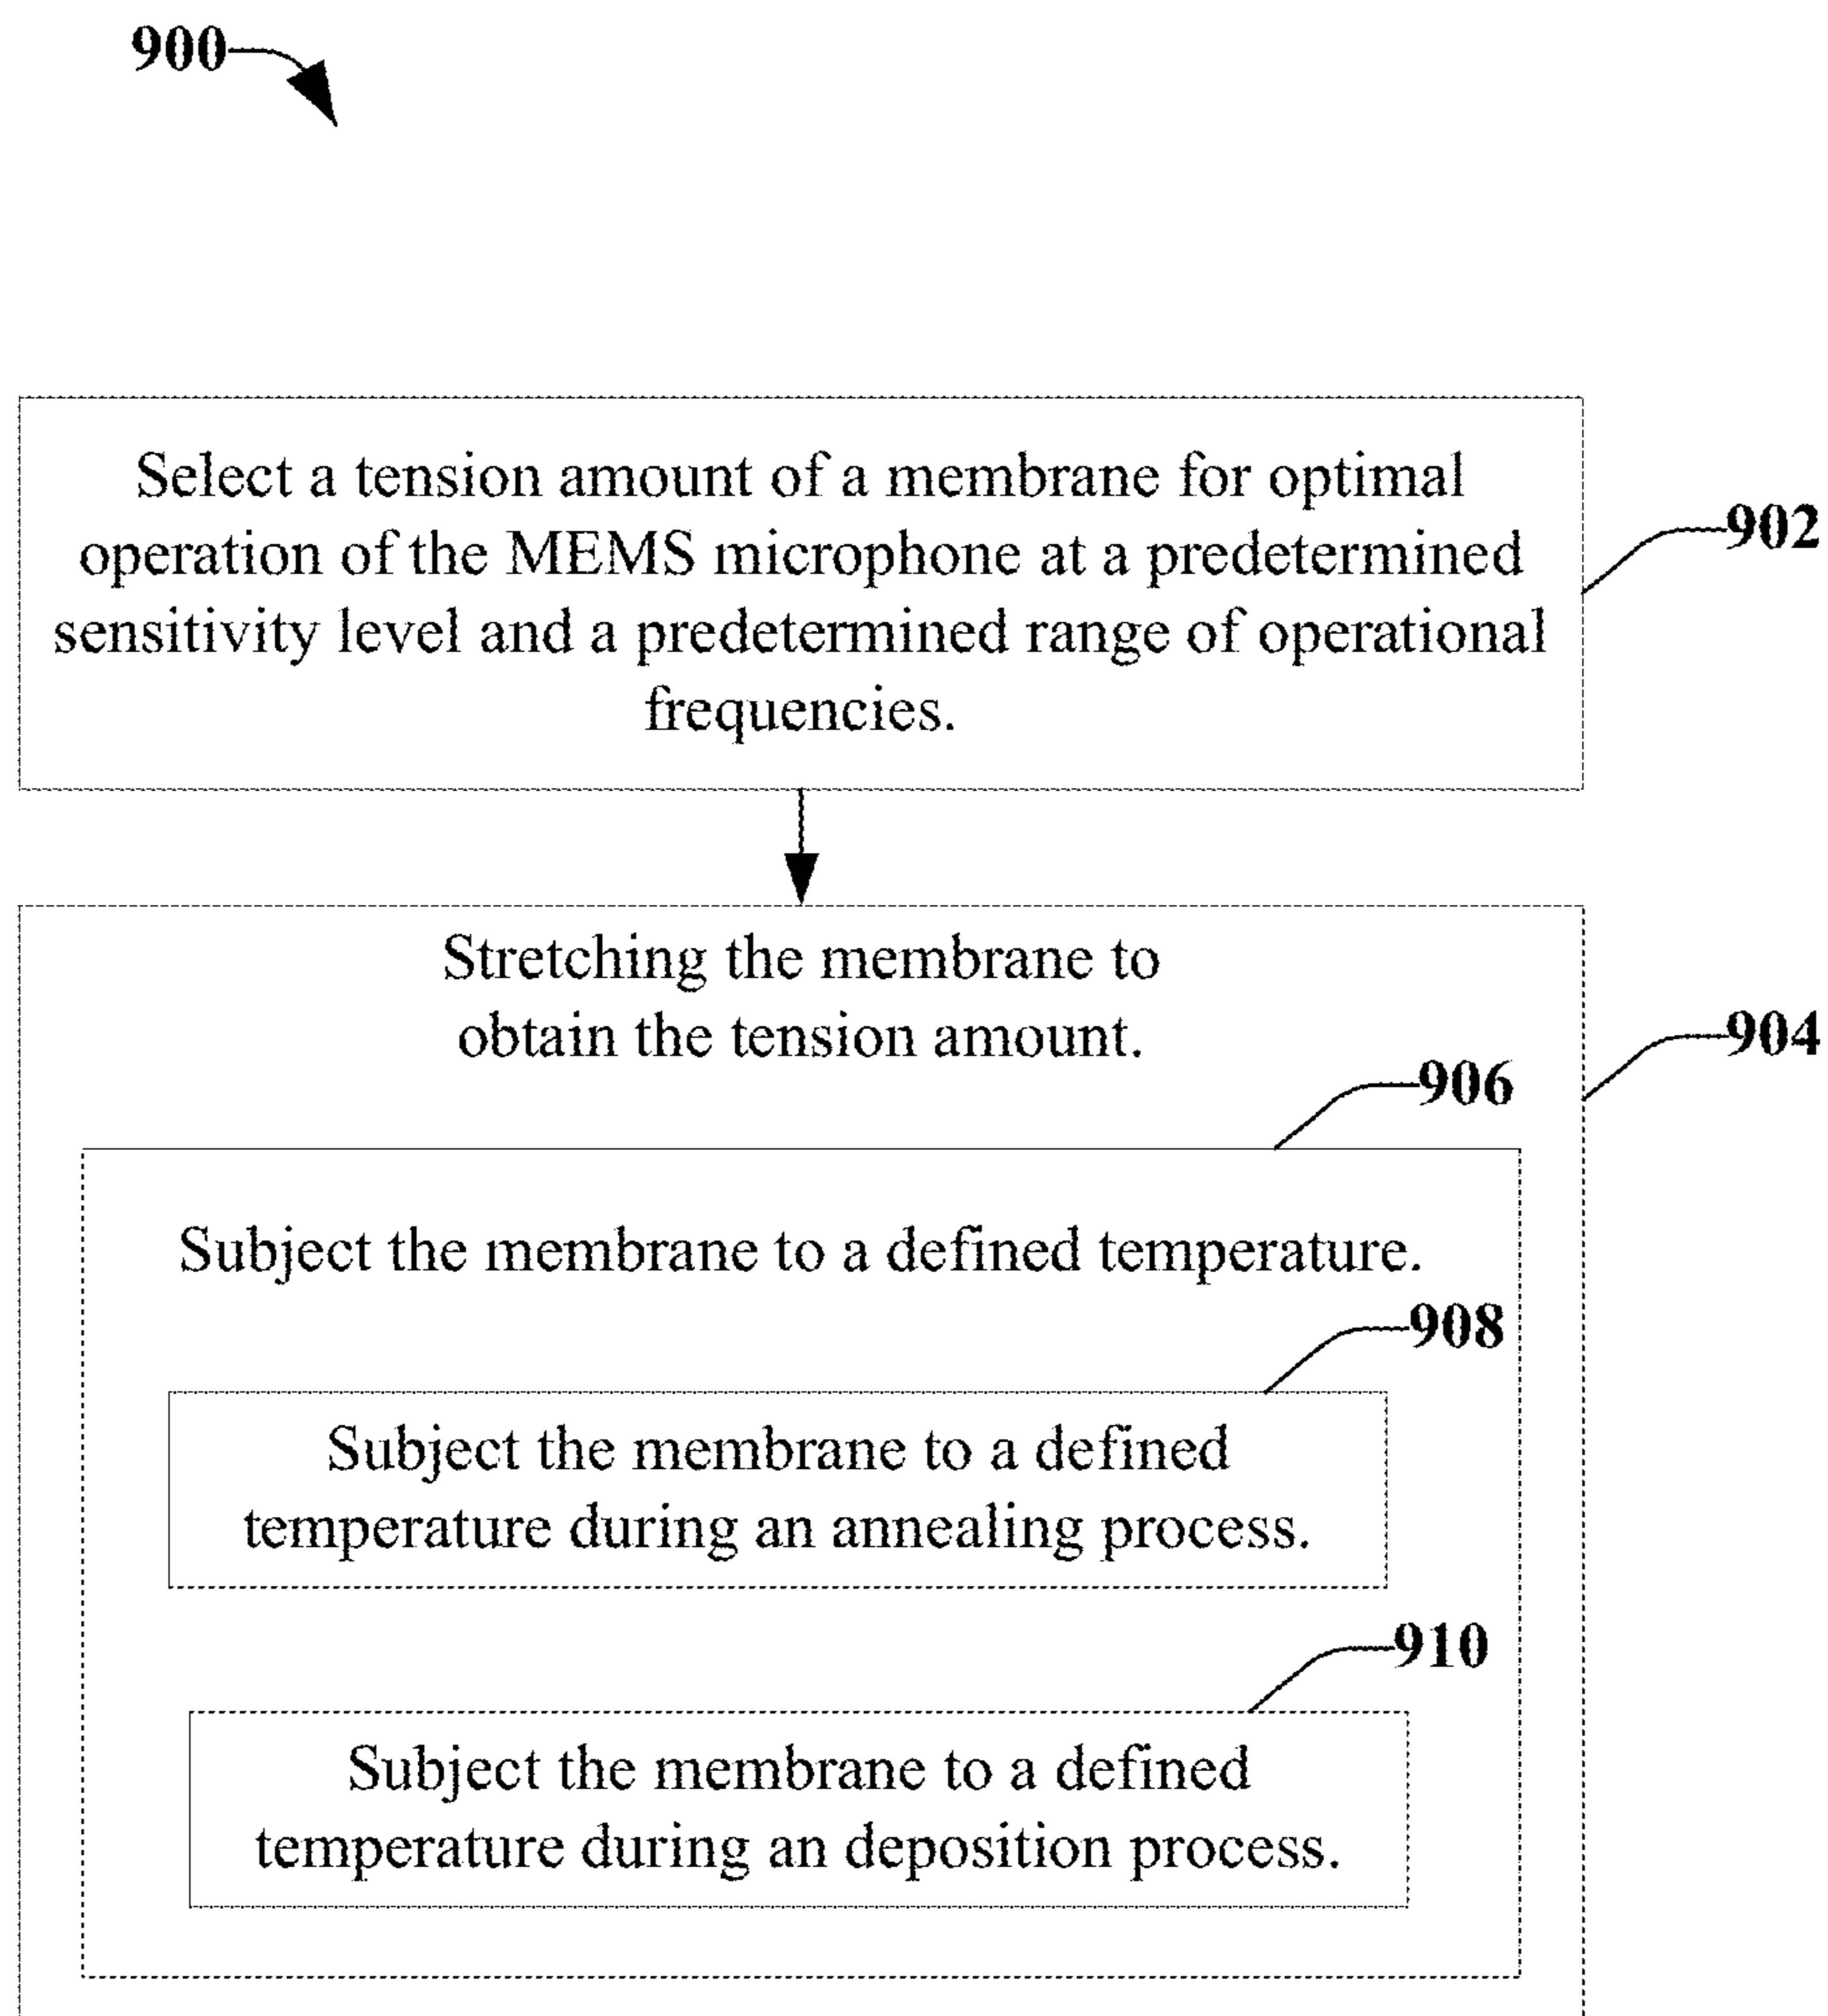 900
Select a tension amount of a membrane for optimal
operation of the MEMS microphone at a predetermined
sensitivity level and a predetermined range of operational
frequencies.
902
Stretching the membrane to
obtain the tension amount.
904
906
Subject the membrane to a defined temperature.
908
Subject the membrane to a defined
temperature during an annealing process.
910
Subject the membrane to a defined
temperature during an deposition process.